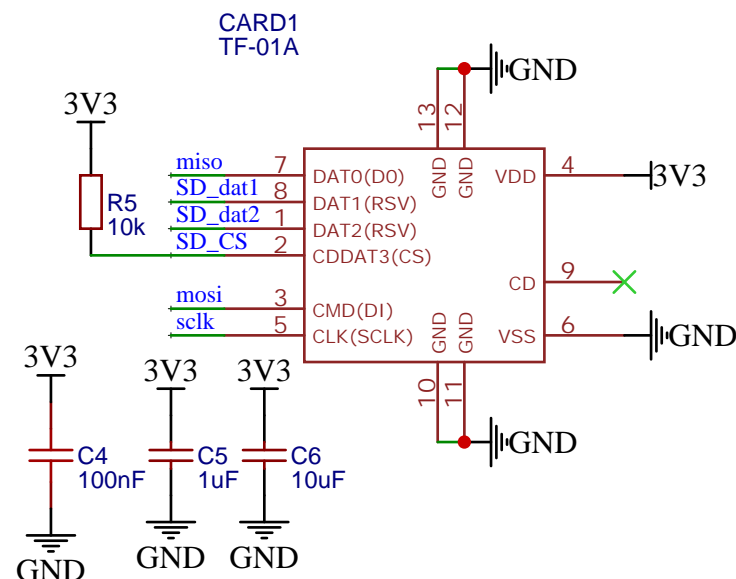 CARD1
TF-01A
GND
3V3
13
12
miso
7
DAT0(D0)
GND
GND
VDD
4
3V3
SD_dat1
8
DAT1(RSV)
R5
10k
SD_dat2
1
DAT2(RSV)
SD_CS
2
CDDAT3(CS)
CD
9
mosi
3
CMD(DI)
sclk
5
CLK(SCLK)
GND
GND
VSS
6
GND
3V3
3V3
3V3
10
11
GND
C4
100nF
C5
1uF
C6
10uF
GND
GND
GND